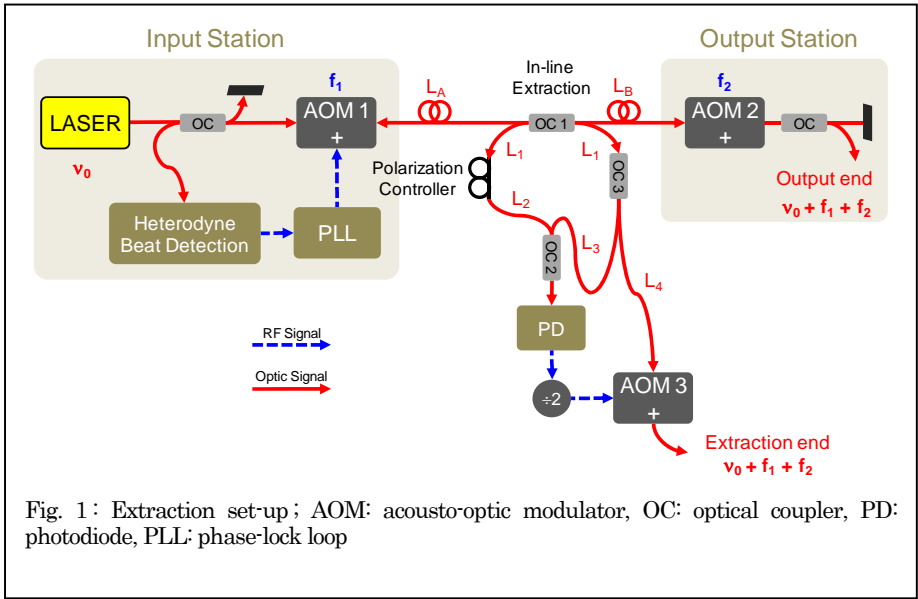 Input Station
Output Station
In-line
Extraction
LASER
ν0
OC
f1
AOM 1
+
LA
OC 1
LB
f2
AOM 2
+
OC
L1
L1
Polarization
Controller
OC 3
Output end
ν0 + f1 + f2
Heterodyne
Beat Detection
PLL
L2
L3
OC 2
L4
RF Signal
PD
Optic Signal
÷2
AOM 3
+
Extraction end
ν0 + f1 + f2
Fig. 1 : Extraction set-up ; AOM: acousto-optic modulator, OC: optical coupler, PD:
photodiode, PLL: phase-lock loop